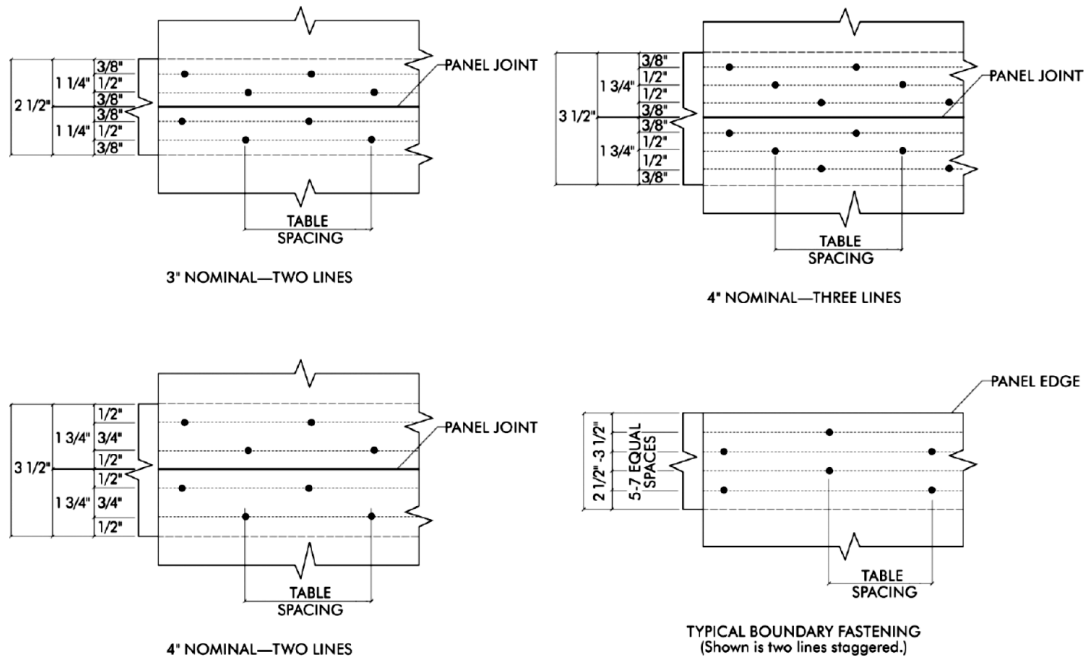 3/8"
1 1/4"
1/2"
3/8"
2 1/2"
3/8"
1 1/4"
1/2"
3/8"
PANEL JOINT
TABLE
SPACING
3" NOMINAL—TWO LINES
3/8"
1/2"
1 3/4"
1/2"
3/8"
3 1/2"
3/8"
1/2"
1 3/4"
1/2"
3/8"
PANEL JOINT
TABLE
SPACING
4" NOMINAL—THREE LINES
1/2"
1 3/4"
3/4"
1/2"
3 1/2"
1/2"
1 3/4"
3/4"
1/2"
PANEL JOINT
TABLE
SPACING
4" NOMINAL—TWO LINES
PANEL EDGE
2 1/2" -3 1/2"
5-7 EQUAL
SPACES
TABLE
SPACING
TYPICAL BOUNDARY FASTENING
(Shown is two lines staggered.)